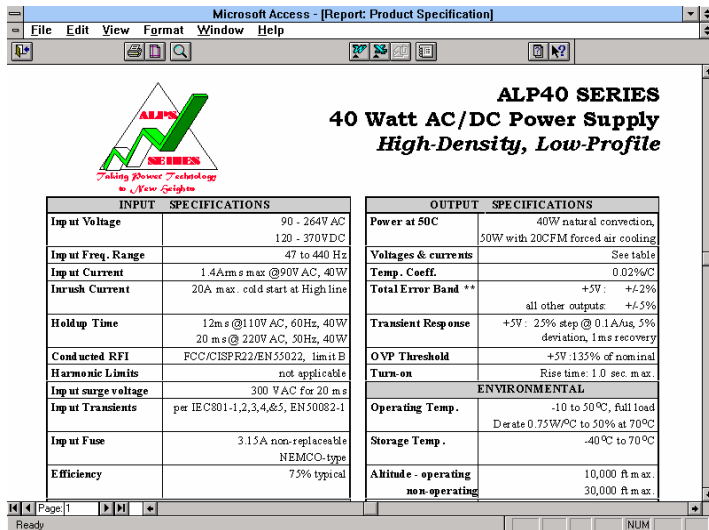 Microsoft Access - [Report: Product Specification]
File Edit View Format Window Help
ALPS
SERIES
Taking Power Technology
to New Heights
ALP40 SERIES
40 Watt AC/DC Power Supply
High-Density, Low-Profile
INPUT SPECIFICATIONS
Input Voltage 90 - 264VAC
120 - 370VDC
Input Freq. Range 47 to 440 Hz
Input Current 1.4Arms max @90VAC, 40W
Inrush Current 20A max. cold start at High line
Holdup Time 12ms @110VAC, 60Hz, 40W
20 ms @ 220VAC, 50Hz, 40W
Conducted RFI FCC/CISPR22/EN55022, limit B
Harmonic Limits not applicable
Input surge voltage 300 VAC for 20 ms
Input Transients per IEC801-1,2,3,4,&5, EN50082-1
Input Fuse 3.15A non-replaceable
NEMCO-type
Efficiency 75% typical
OUTPUT SPECIFICATIONS
Power at 50C 40W natural convection,
50W with 20CFM forced air cooling
Voltages & currents See table
Temp. Coeff. 0.02%/C
Total Error Band ** +5V: +/-2%
all other outputs: +/-5%
Transient Response +5V: 25% step @ 0.1A/us, 5%
deviation, 1ms recovery
OVP Threshold +5V:135% of nominal
Turn-on Rise time: 1.0 sec. max.
ENVIRONMENTAL
Operating Temp. -10 to 50ºC, full load
Derate 0.75W/ºC to 50% at 70ºC
Storage Temp. -40ºC to 70ºC
Altitude - operating 10,000 ft max.
non-operating 30,000 ft max.
Page: 1
Ready NUM